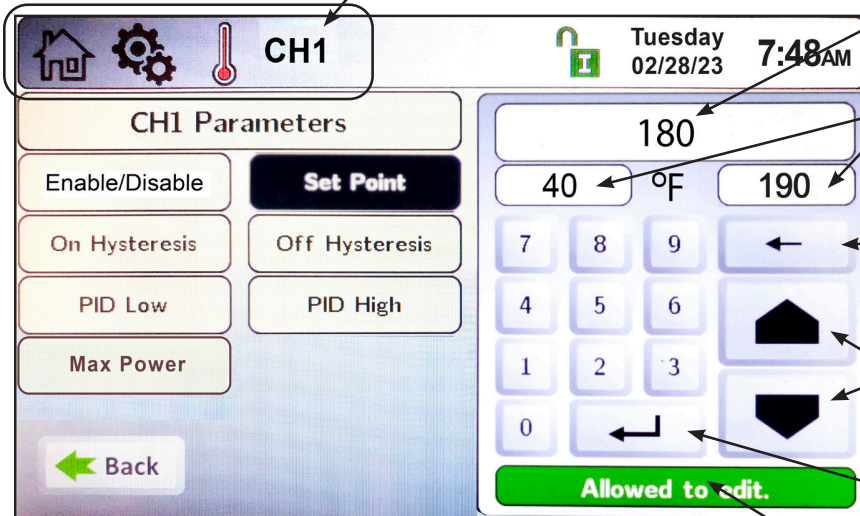 CH1
Tuesday
02/28/23
7:48AM
CH1 Parameters
Enable/Disable
Set Point
On Hysteresis
Off Hysteresis
PID Low
PID High
Max Power
Back
180
40
°F
190
7
8
9
4
5
6
1
2
3
0
Allowed to edit.